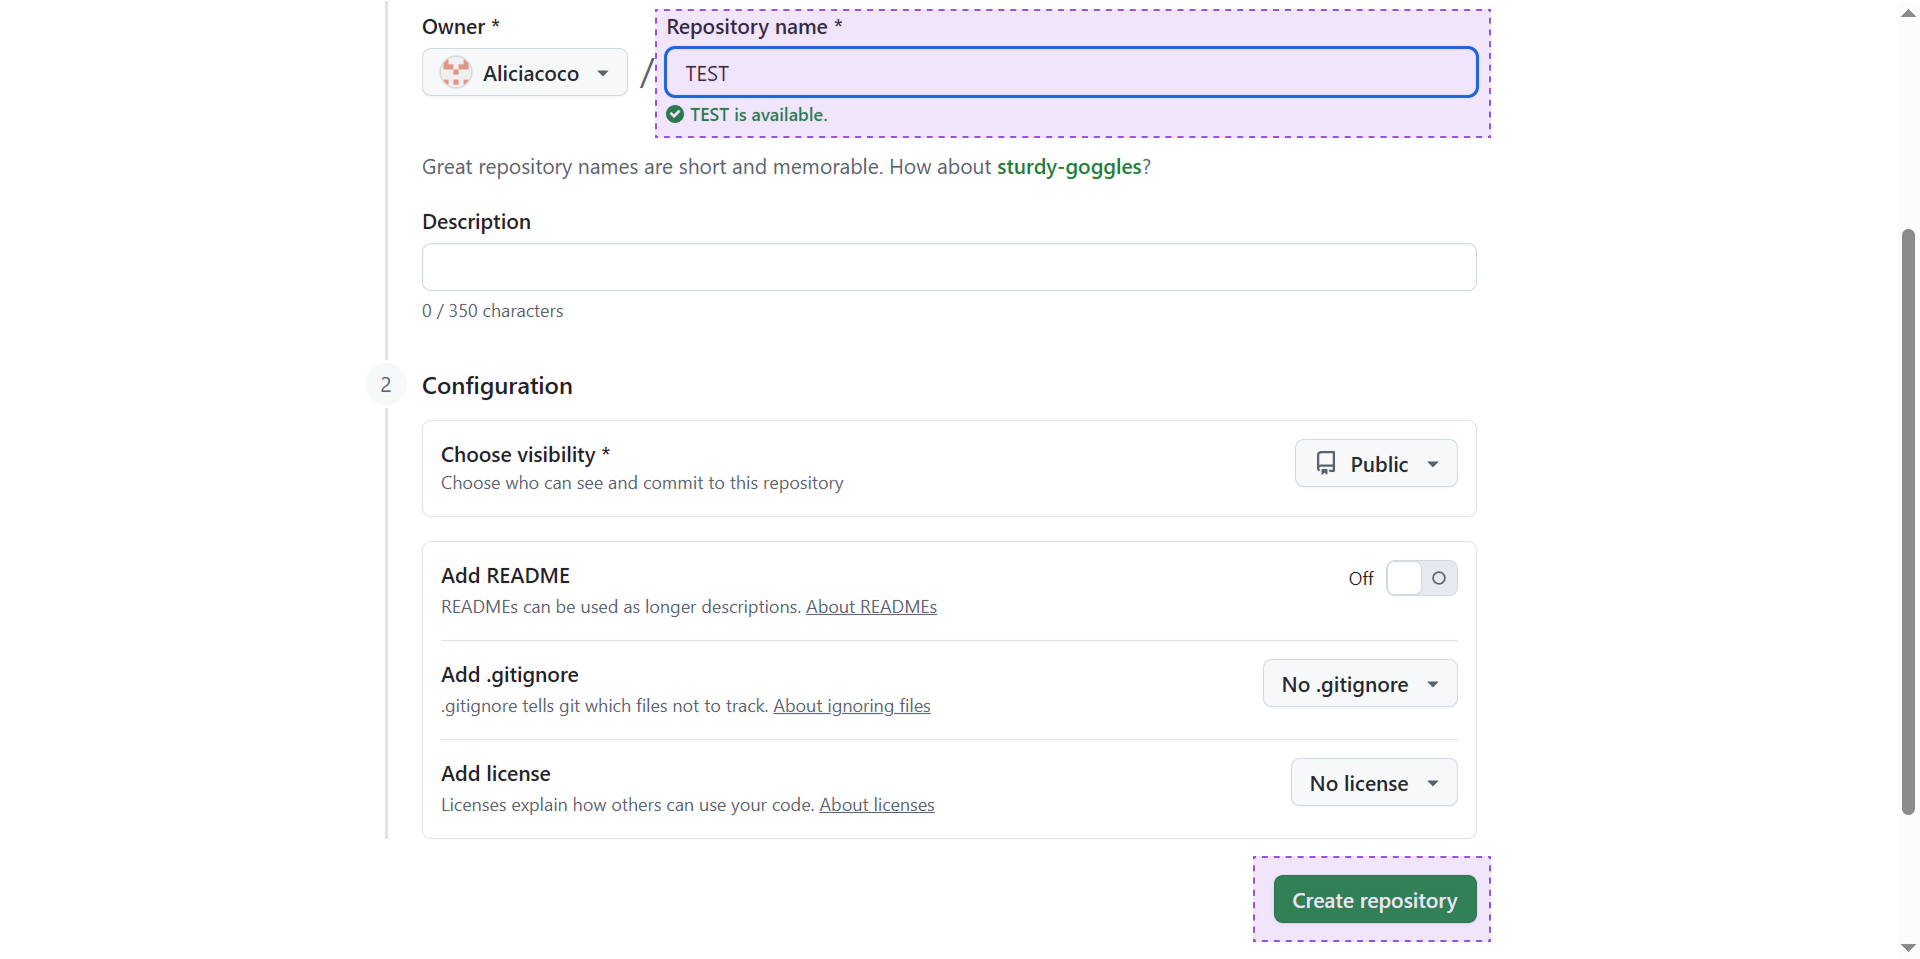 Owner *
Repository name *
Aliciacoco
/
TEST
TEST is available.
Great repository names are short and memorable. How about sturdy-goggles?
Description
0 / 350 characters
2
Configuration
Choose visibility *
Choose who can see and commit to this repository
Public
Add README
READMEs can be used as longer descriptions. About READMEs
Off
Add .gitignore
.gitignore tells git which files not to track. About ignoring files
No .gitignore
Add license
Licenses explain how others can use your code. About licenses
No license
Create repository